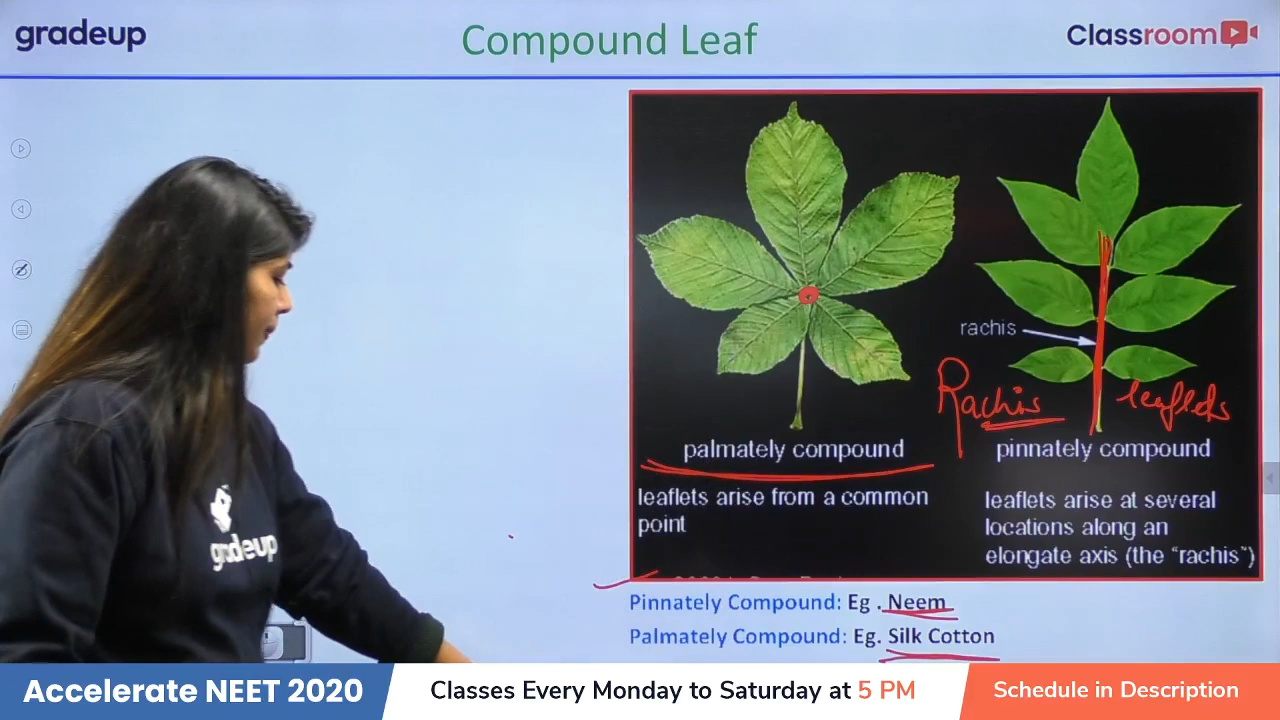 gradeup
Compound Leaf
Classroom
rachis
Rachis
leaflets
palmately compound
pinnately compound
leaflets arise from a common
point
leaflets arise at several
locations along an
elongate axis (the “rachis”)
Pinnately Compound: Eg . Neem
Palmately Compound: Eg. Silk Cotton
gradeup
Accelerate NEET 2020
Classes Every Monday to Saturday at 5 PM
Schedule in Description